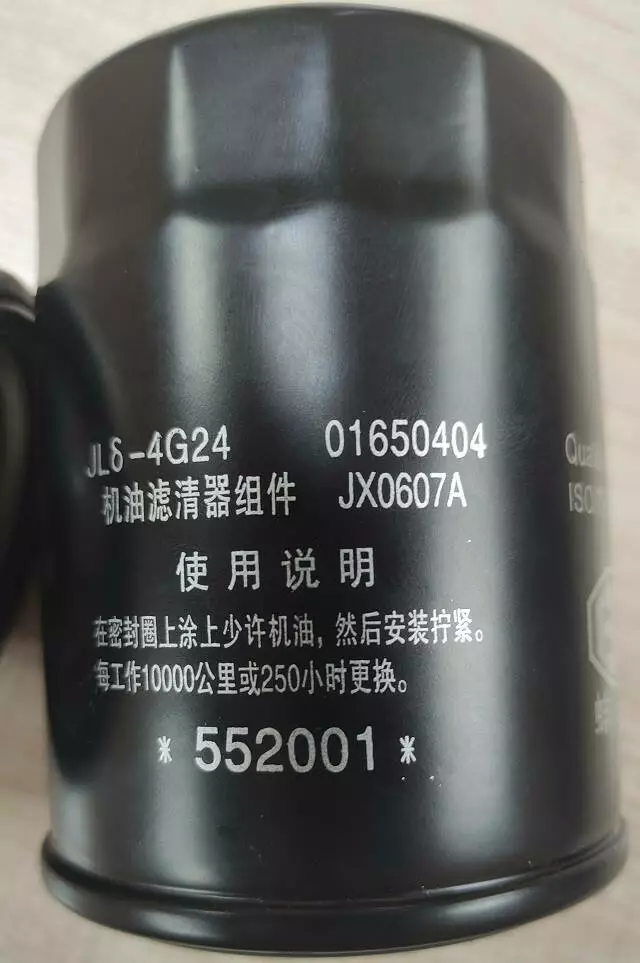 JLδ-4G24 01650404
机油滤清器组件 JX0607A
使用说明
在密封圈上涂上少许机油，然后安装拧紧。
每工作10000公里或250小时更换。
*552001*
ISO